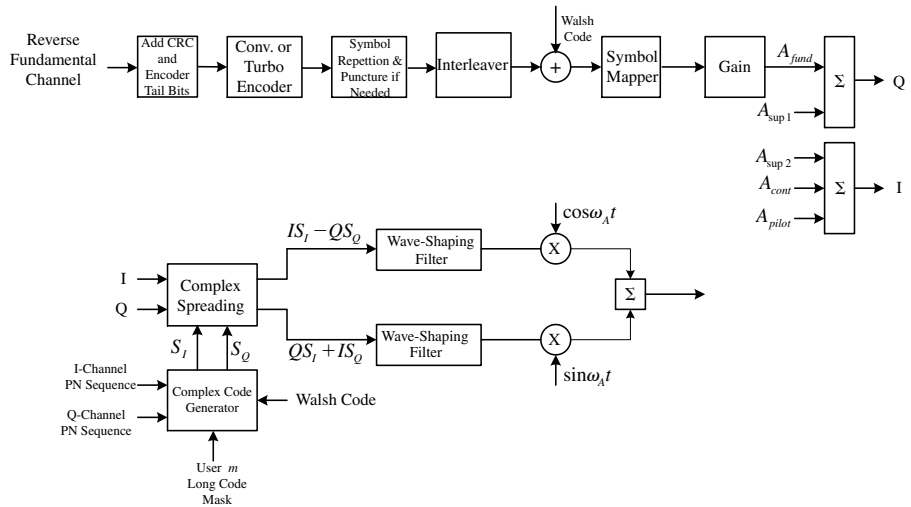 Reverse
Fundamental
Channel
Add CRC
and
Encoder
Tail Bits
Conv. or
Turbo
Encoder
Symbol
Repettion &
Puncture if
Needed
Interleaver
Walsh
Code
+
Symbol
Mapper
Gain
A_fund
A_sup 1
Σ
Q
A_sup 2
A_cont
A_pilot
Σ
I
I
Q
Complex
Spreading
IS_I − QS_Q
QS_I + IS_Q
Wave-Shaping
Filter
Wave-Shaping
Filter
cosω_A t
X
X
sinω_A t
Σ
S_I
S_Q
I-Channel
PN Sequence
Q-Channel
PN Sequence
Complex Code
Generator
Walsh Code
User m
Long Code
Mask